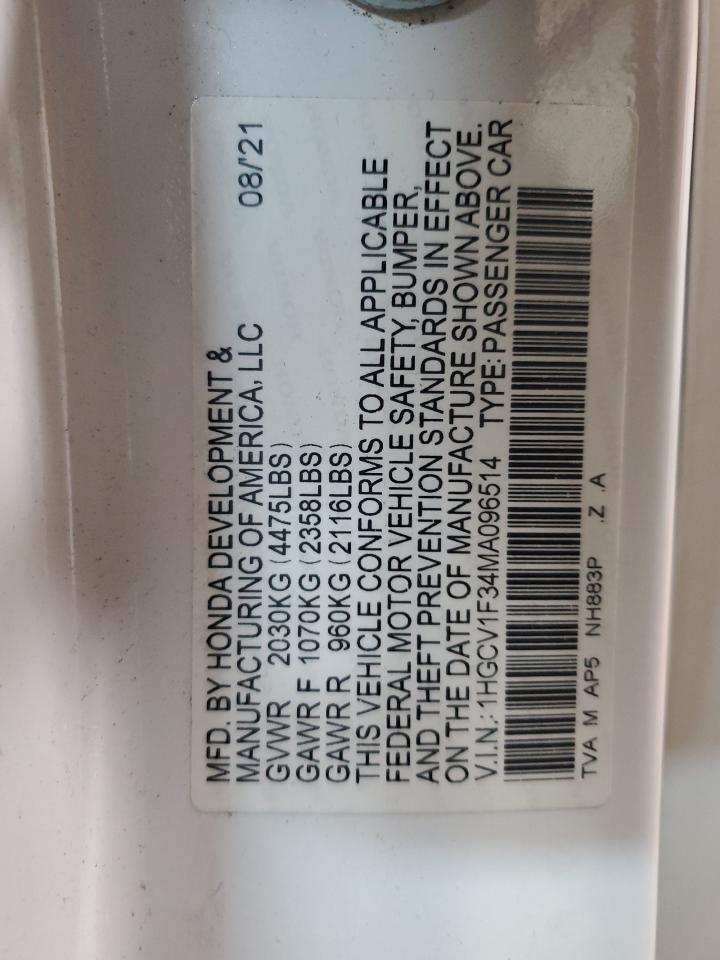 MFD. BY HONDA DEVELOPMENT &
MANUFACTURING OF AMERICA, LLC 08/'21
GVWR 2030KG (4475LBS)
GAWR F 1070KG (2358LBS)
GAWR R 960KG (2116LBS)
THIS VEHICLE CONFORMS TO ALL APPLICABLE
FEDERAL MOTOR VEHICLE SAFETY, BUMPER,
AND THEFT PREVENTION STANDARDS IN EFFECT
ON THE DATE OF MANUFACTURE SHOWN ABOVE.
V.I.N.: 1HGCV1F34MA096514 TYPE: PASSENGER CAR
TVA M AP5 NH883P .Z .A